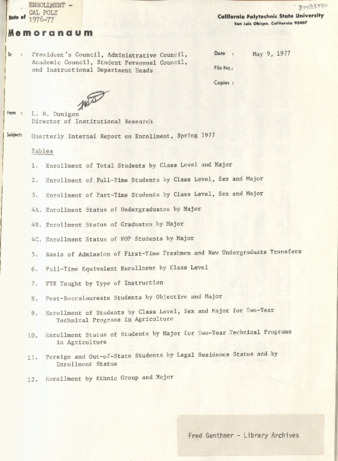 Archives
ENROLLMENT -
CAL POLY
1976-77
State of
California Polytechnic State University
San Luis Obispo, California 93407
Memorandum
To : President's Council, Administrative Council,
Academic Council, Student Personnel Council,
and Instructional Department Heads
Date : May 9, 1977
File No.:
Copies :
From : L. H. Dunigan
Director of Institutional Research
Subject: Quarterly Internal Report on Enrollment, Spring 1977
Tables
1. Enrollment of Total Students by Class Level and Major
2. Enrollment of Full-Time Students by Class Level, Sex and Major
3. Enrollment of Part-Time Students by Class Level, Sex and Major
4A. Enrollment Status of Undergraduates by Major
4B. Enrollment Status of Graduates by Major
4C. Enrollment Status of EOP Students by Major
5. Basis of Admission of First-Time Freshmen and New Undergraduate Transfers
6. Full-Time Equivalent Enrollment by Class Level
7. FTE Taught by Type of Instruction
8. Post-Baccalaureate Students by Objective and Major
9. Enrollment of Students by Class Level, Sex and Major for Two-Year
Technical Programs in Agriculture
10. Enrollment Status of Students by Major for Two-Year Technical Programs
in Agriculture
11. Foreign and Out-of-State Students by Legal Residence Status and by
Enrollment Status
12. Enrollment by Ethnic Group and Major
Fred Genthner - Library Archives